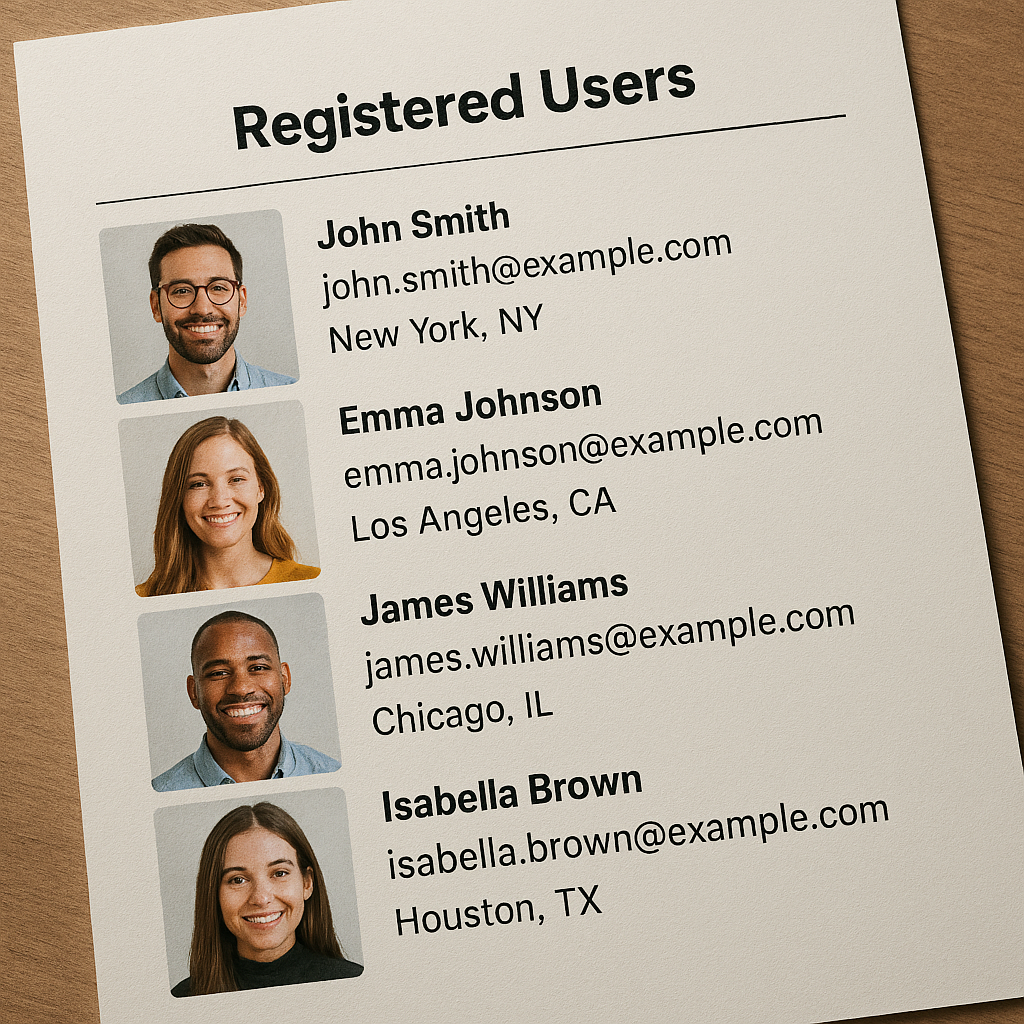 Registered Users
John Smith
john.smith@example.com
New York, NY
Emma Johnson
emma.johnson@example.com
Los Angeles, CA
James Williams
james.williams@example.com
Chicago, IL
Isabella Brown
isabella.brown@example.com
Houston, TX